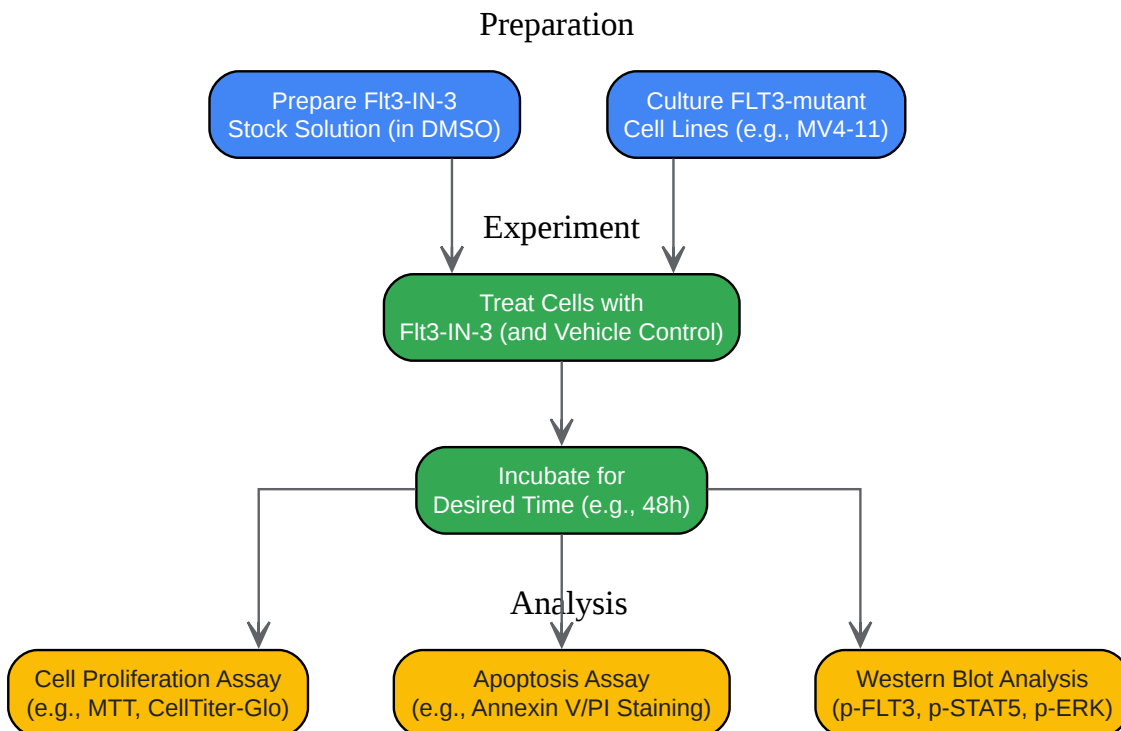 Preparation
Prepare Flt3-IN-3
Stock Solution (in DMSO)
Culture FLT3-mutant
Cell Lines (e.g., MV4-11)
Experiment
Treat Cells with
Flt3-IN-3 (and Vehicle Control)
Incubate for
Desired Time (e.g., 48h)
Analysis
Cell Proliferation Assay
(e.g., MTT, CellTiter-Glo)
Apoptosis Assay
(e.g., Annexin V/PI Staining)
Western Blot Analysis
(p-FLT3, p-STAT5, p-ERK)